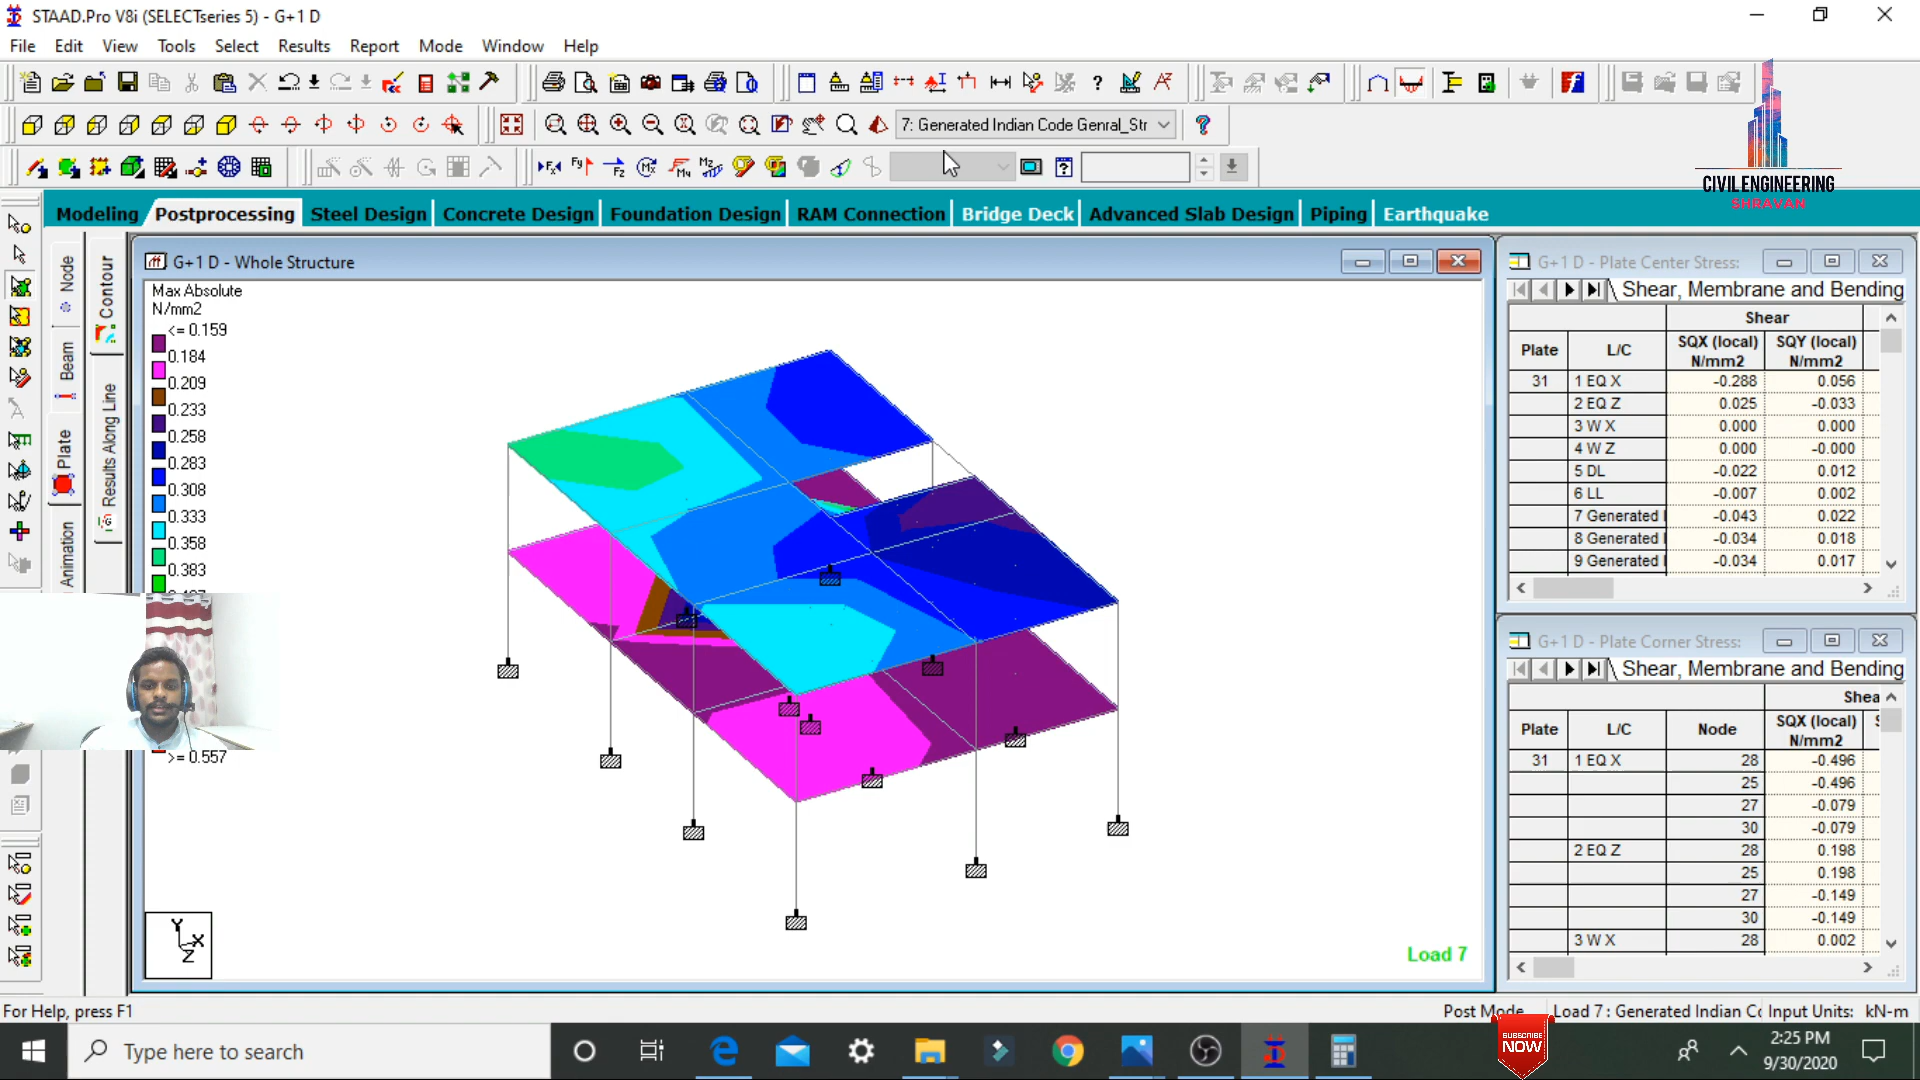 STAAD.Pro V8i (SELECTseries 5) - G+1 D
File Edit View Tools Select Results Report Mode Window Help
7: Generated Indian Code Genral_Str
CIVIL ENGINEERING
SHRAVAN
Modeling Postprocessing Steel Design Concrete Design Foundation Design RAM Connection Bridge Deck Advanced Slab Design Piping Earthquake
Node
Beam
Plate
Animation
Contour
Results Along Line
G+1 D - Whole Structure
Max Absolute
N/mm2
<= 0.159
0.184
0.209
0.233
0.258
0.283
0.308
0.333
0.358
0.383
>= 0.557
Y
X
Z
Load 7
G+1 D - Plate Center Stress:
Shear, Membrane and Bending
Shear
Plate L/C SQX (local) N/mm2 SQY (local) N/mm2
31 1 EQ X -0.288 0.056
2 EQ Z 0.025 -0.033
3 W X 0.000 0.000
4 W Z 0.000 -0.000
5 DL -0.022 0.012
6 LL -0.007 0.002
7 Generated -0.043 0.022
8 Generated -0.034 0.018
9 Generated -0.034 0.017
G+1 D - Plate Corner Stress:
Shear, Membrane and Bending
Shea
Plate L/C Node SQX (local) N/mm2
31 1 EQ X 28 -0.496
25 -0.496
27 -0.079
30 -0.079
2 EQ Z 28 0.198
25 0.198
27 -0.149
30 -0.149
3 W X 28 0.002
For Help, press F1
Post Mode Load 7 : Generated Indian Cc Input Units: kN-m
SUBSCRIBE
NOW
Type here to search
2:25 PM
9/30/2020